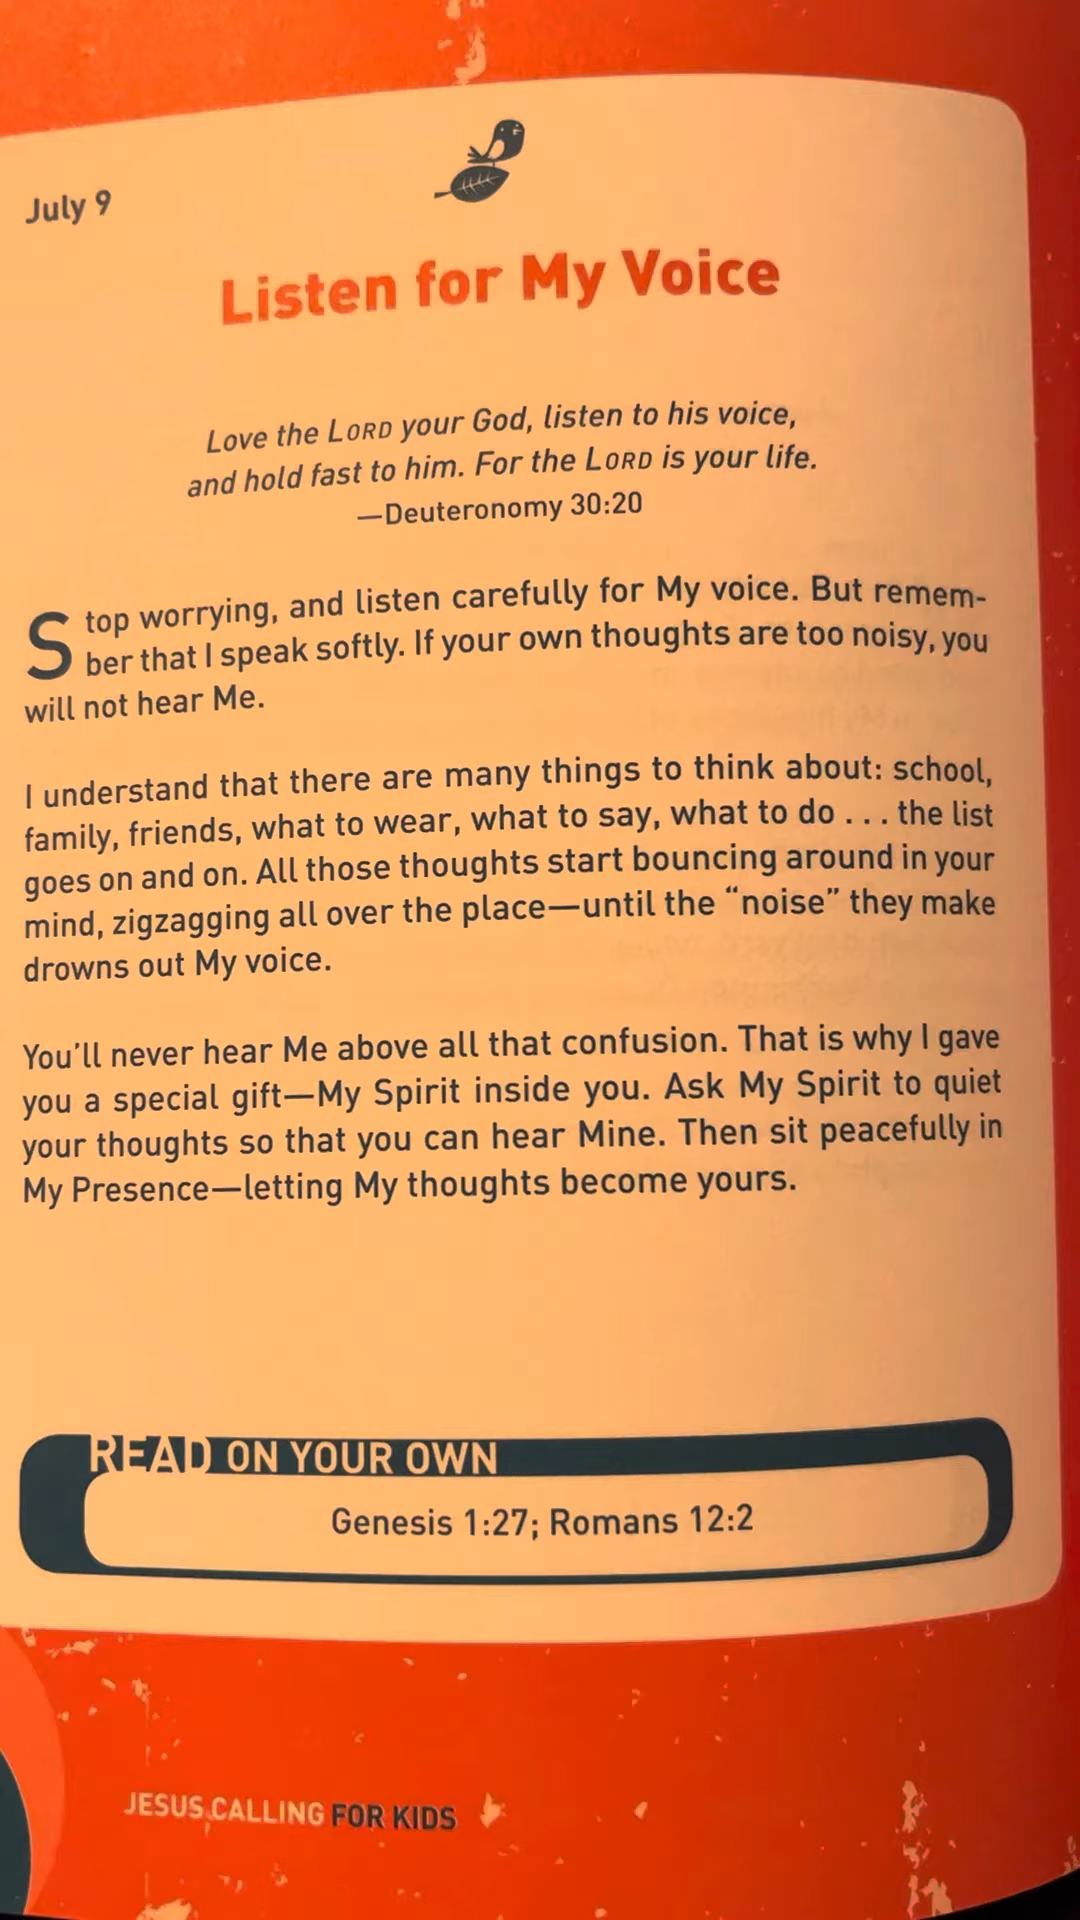 July 9
Listen for My Voice
Love the LORD your God, listen to his voice,
and hold fast to him. For the LORD is your life.
—Deuteronomy 30:20
Stop worrying, and listen carefully for My voice. But remem-
ber that I speak softly. If your own thoughts are too noisy, you
will not hear Me.
I understand that there are many things to think about: school,
family, friends, what to wear, what to say, what to do . . . the list
goes on and on. All those thoughts start bouncing around in your
mind, zigzagging all over the place—until the “noise” they make
drowns out My voice.
You’ll never hear Me above all that confusion. That is why I gave
you a special gift—My Spirit inside you. Ask My Spirit to quiet
your thoughts so that you can hear Mine. Then sit peacefully in
My Presence—letting My thoughts become yours.
READ ON YOUR OWN
Genesis 1:27; Romans 12:2
JESUS CALLING FOR KIDS